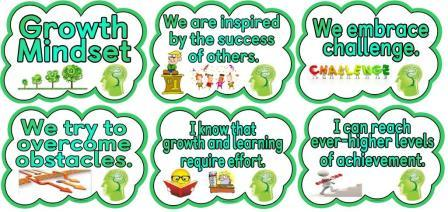 Growth
Mindset
We are inspired
by the success
of others.
We embrace
challenge.
CHALLENGE
We try to
overcome
obstacles.
I know that
growth and learning
require effort.
I can reach
ever-higher levels
of achievement.